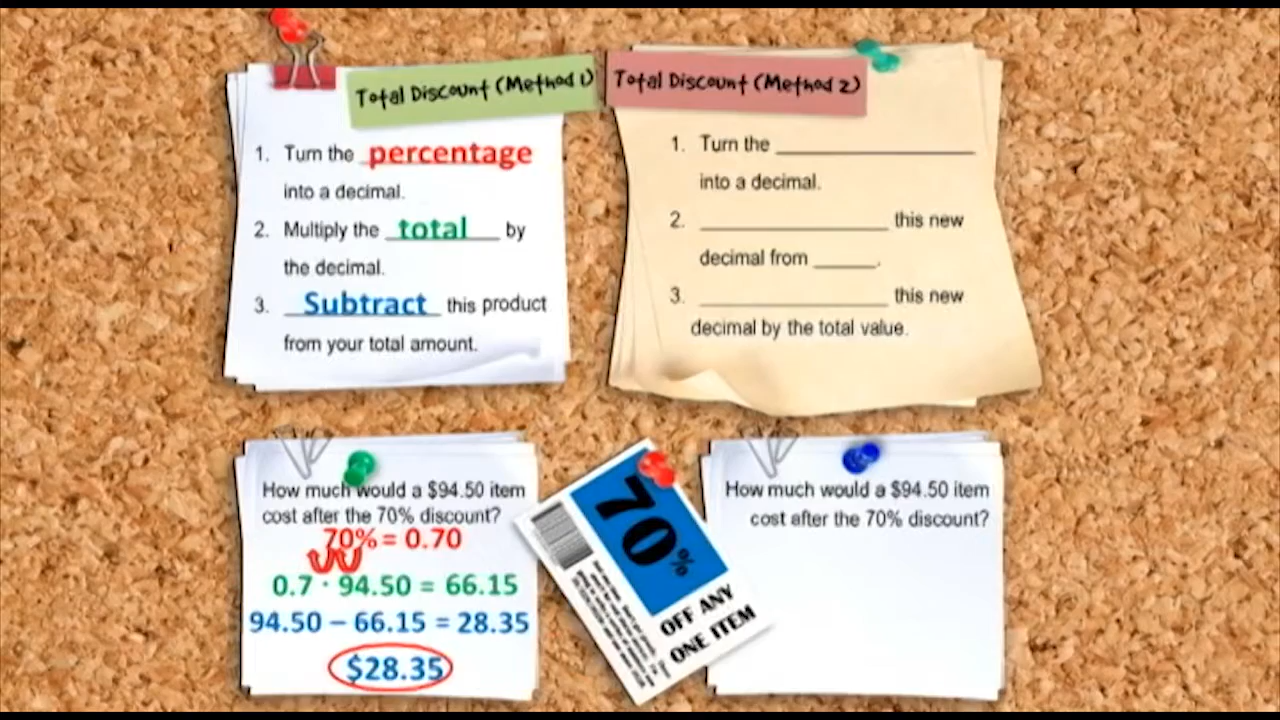 Total Discount (Method 1)
1. Turn the percentage
into a decimal.
2. Multiply the total by
the decimal.
3. Subtract this product
from your total amount.
Total Discount (Method 2)
1. Turn the ____________
into a decimal.
2. ____________ this new
decimal from ____.
3. ____________ this new
decimal by the total value.
How much would a $94.50 item
cost after the 70% discount?
70% = 0.70
0.7 · 94.50 = 66.15
94.50 – 66.15 = 28.35
$28.35
70%
OFF ANY
ONE ITEM
How much would a $94.50 item
cost after the 70% discount?